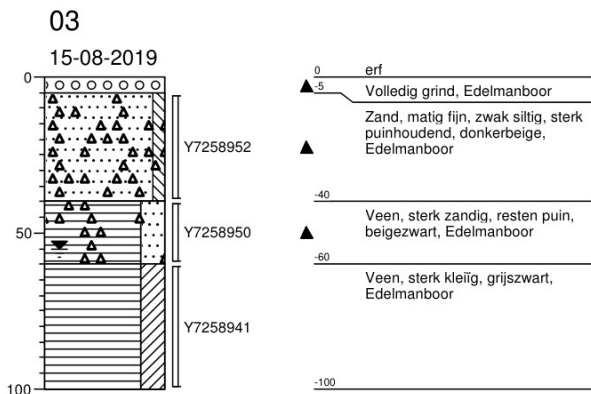 03
15-08-2019
0
50
100
Y7258952
Y7258950
Y7258941
0
erf
-5
Volledig grind, Edelmanboor
Zand, matig fijn, zwak siltig, sterk
puinhoudend, donkerbeige,
Edelmanboor
-40
Veen, sterk zandig, resten puin,
beigezwart, Edelmanboor
-60
Veen, sterk kleiïg, grijszwart,
Edelmanboor
-100